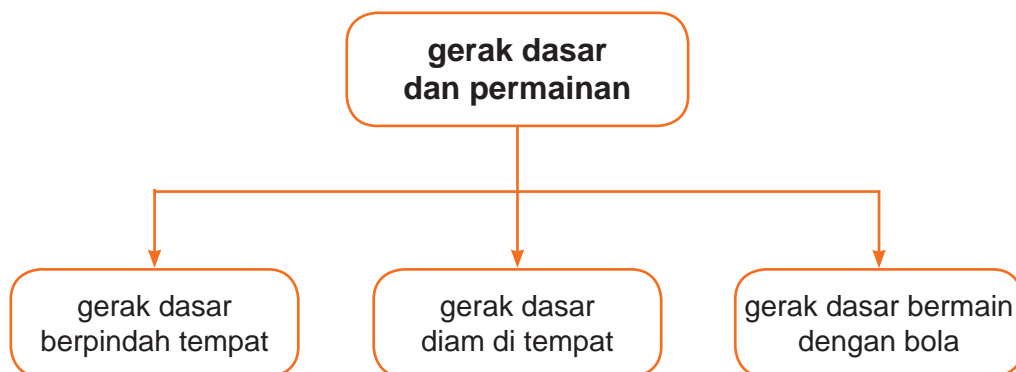 gerak dasar
dan permainan
gerak dasar
berpindah tempat
gerak dasar
diam di tempat
gerak dasar bermain
dengan bola